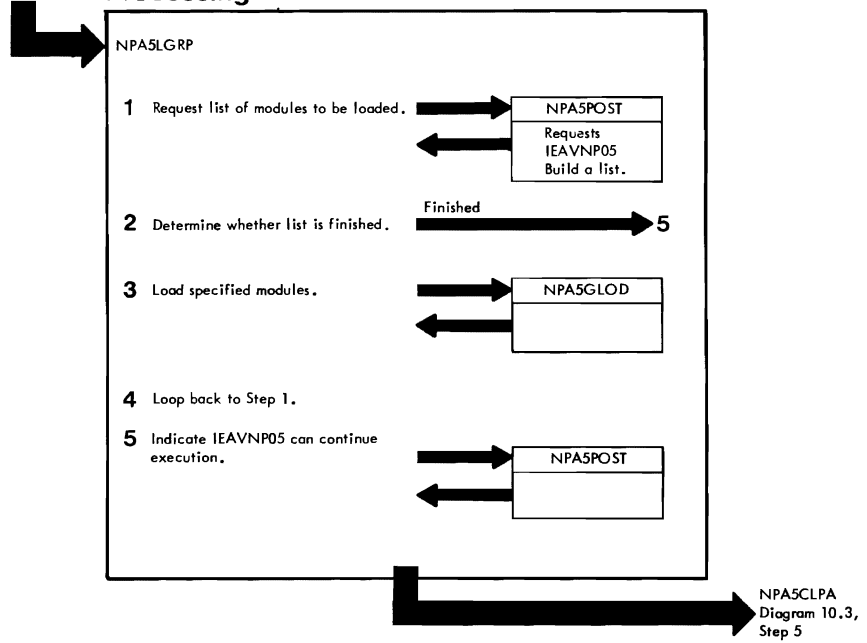 Processing
NPA5LGRP
1 Request list of modules to be loaded.
NPA5POST
Requests
IEAVNP05
Build a list.
2 Determine whether list is finished.
Finished
5
3 Load specified modules.
NPA5GLOD
4 Loop back to Step 1.
5 Indicate IEAVNP05 can continue
execution.
NPA5POST
NPA5CLPA
Diagram 10.3,
Step 5